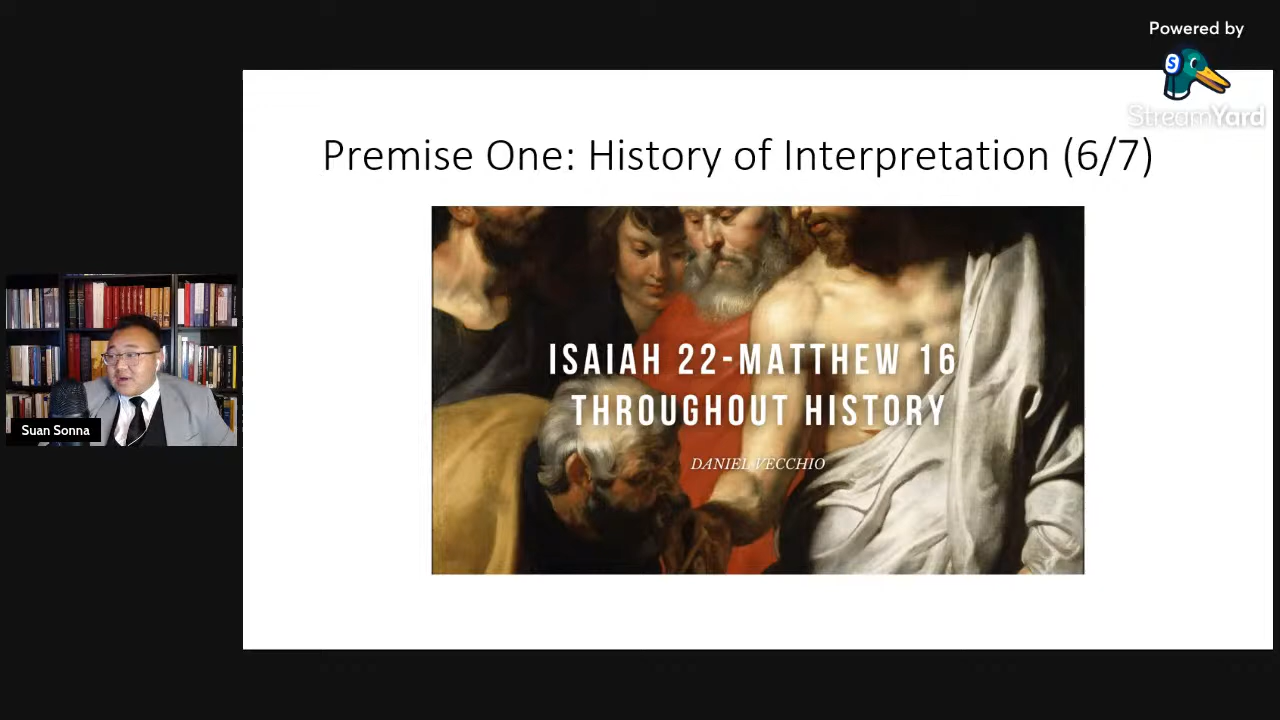 Powered by
S
StreamYard
Premise One: History of Interpretation (6/7)
ISAIAH 22-MATTHEW 16
THROUGHOUT HISTORY
DANIEL VECCHIO
Suan Sonna